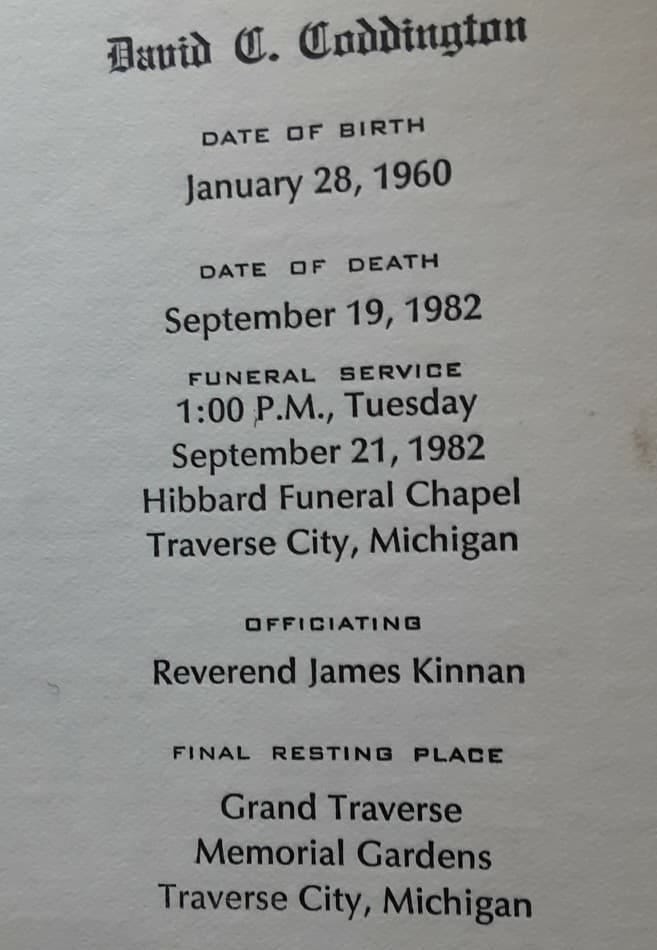 David C. Coddington
DATE OF BIRTH
January 28, 1960
DATE OF DEATH
September 19, 1982
FUNERAL SERVICE
1:00 P.M., Tuesday
September 21, 1982
Hibbard Funeral Chapel
Traverse City, Michigan
OFFICIATING
Reverend James Kinnan
FINAL RESTING PLACE
Grand Traverse
Memorial Gardens
Traverse City, Michigan